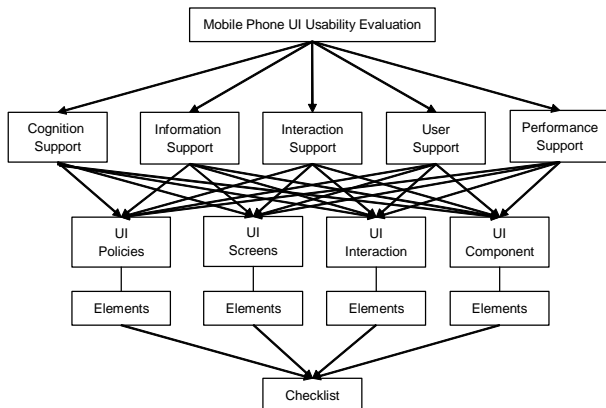 Mobile Phone UI Usability Evaluation
Cognition
Support
Information
Support
Interaction
Support
User
Support
Performance
Support
UI
Policies
UI
Screens
UI
Interaction
UI
Component
Elements
Elements
Elements
Elements
Checklist